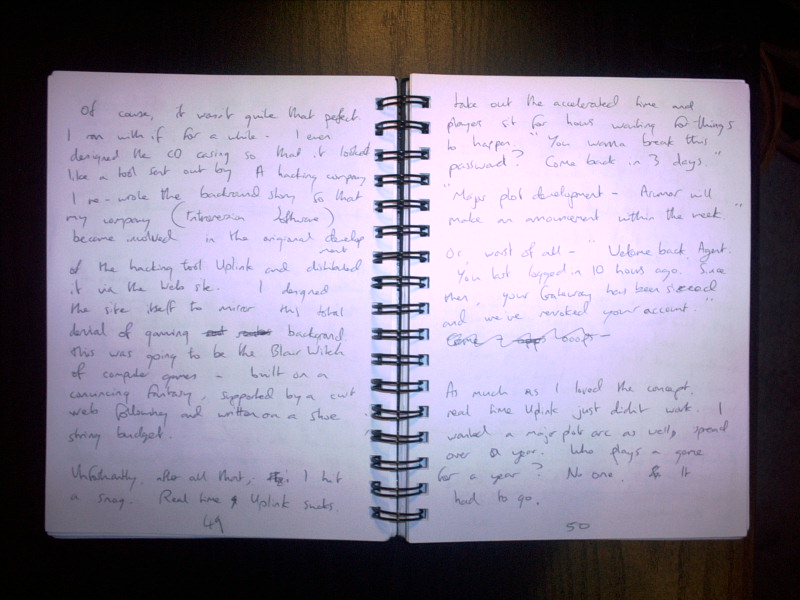 Of course, it wasn't quite that perfect.
I ran with it for a while... I even
designed the CD casing so that it looked
like a tool sent out by A hacking company
I re-wrote the background story so that
my company (Introversion Software)
became involved in the original develop
ment
of the hacking tool Uplink and distributed
it via the web site. I designed
the site itself to mirror this total
denial of gaming background
this was going to be the Blair Witch
of computer games - built on a
convincing fantasy, supported by a cult
web following and written on a shoe
string budget.
Unfortunately, after all that, I hit
a snag. Real time Uplink sucks.
49
take out the accelerated time and
players sit for hours waiting for things
to happen. "You wanna break this
password? Come back in 3 days."
"Major plot development - Arunmor will
make an announcement within the week."
Or, worst of all - "Welcome back Agent.
You last logged in 10 hours ago. Since
then, your Gateway has been siezed
and we've revoked your account."
ooops -
As much as I loved the concept,
real time Uplink just didn't work. I
wanted a major plot arc as well, spread
over a year. Who plays a game
for a year? No one. It
had to go.
50